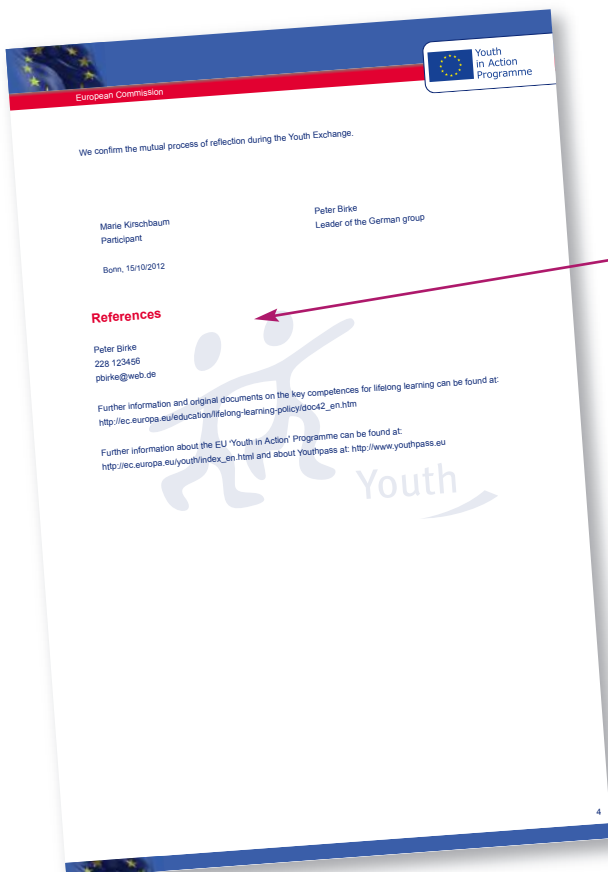 Youth
in Action
Programme
European Commission
We confirm the mutual process of reflection during the Youth Exchange.
Marie Kirschbaum
Participant
Peter Birke
Leader of the German group
Bonn, 15/10/2012
References
Peter Birke
228 123456
pbirke@web.de
Further information and original documents on the key competences for lifelong learning can be found at:
http://ec.europa.eu/education/lifelong-learning-policy/doc42_en.htm
Further information about the EU ‘Youth in Action’ Programme can be found at:
http://ec.europa.eu/youth/index_en.html and about Youthpass at: http://www.youthpass.eu
Youth
4